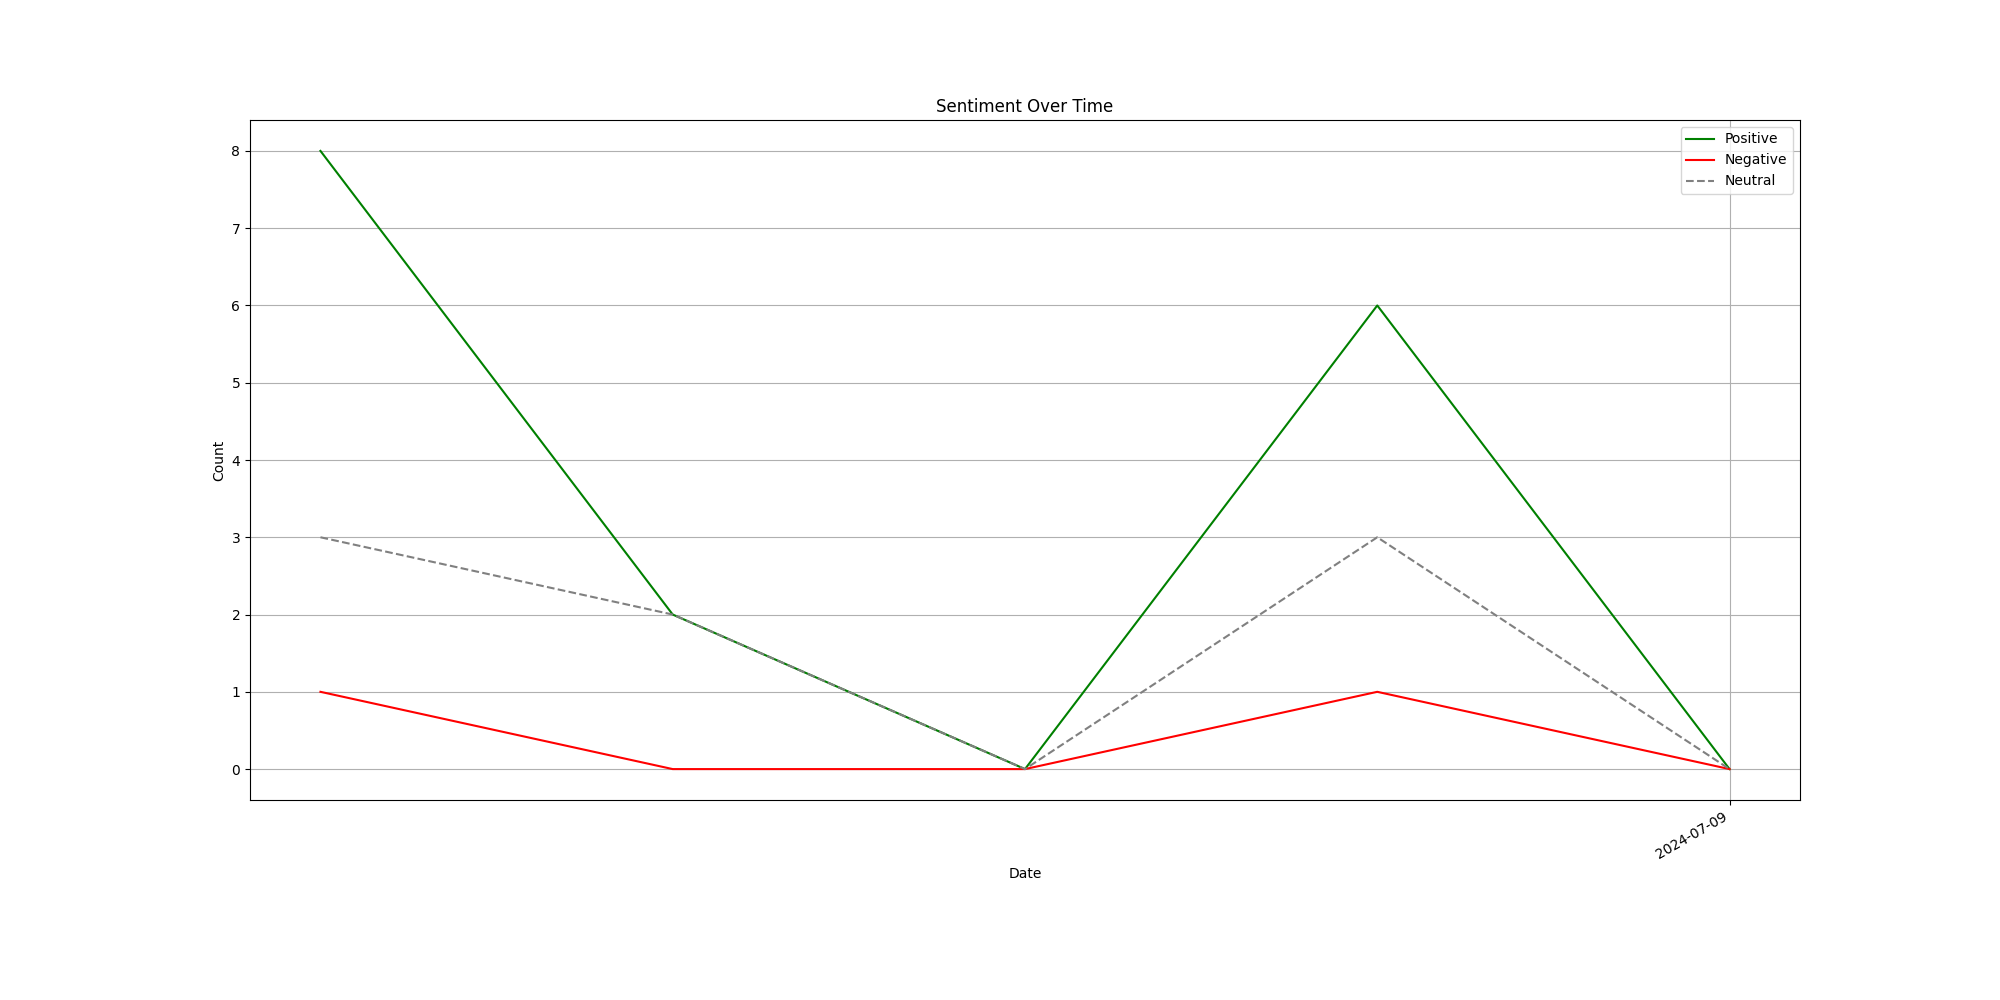 Sentiment Over Time
Positive
Negative
Neutral
8
7
6
5
4
3
2
1
0
Count
2024-07-09
Date